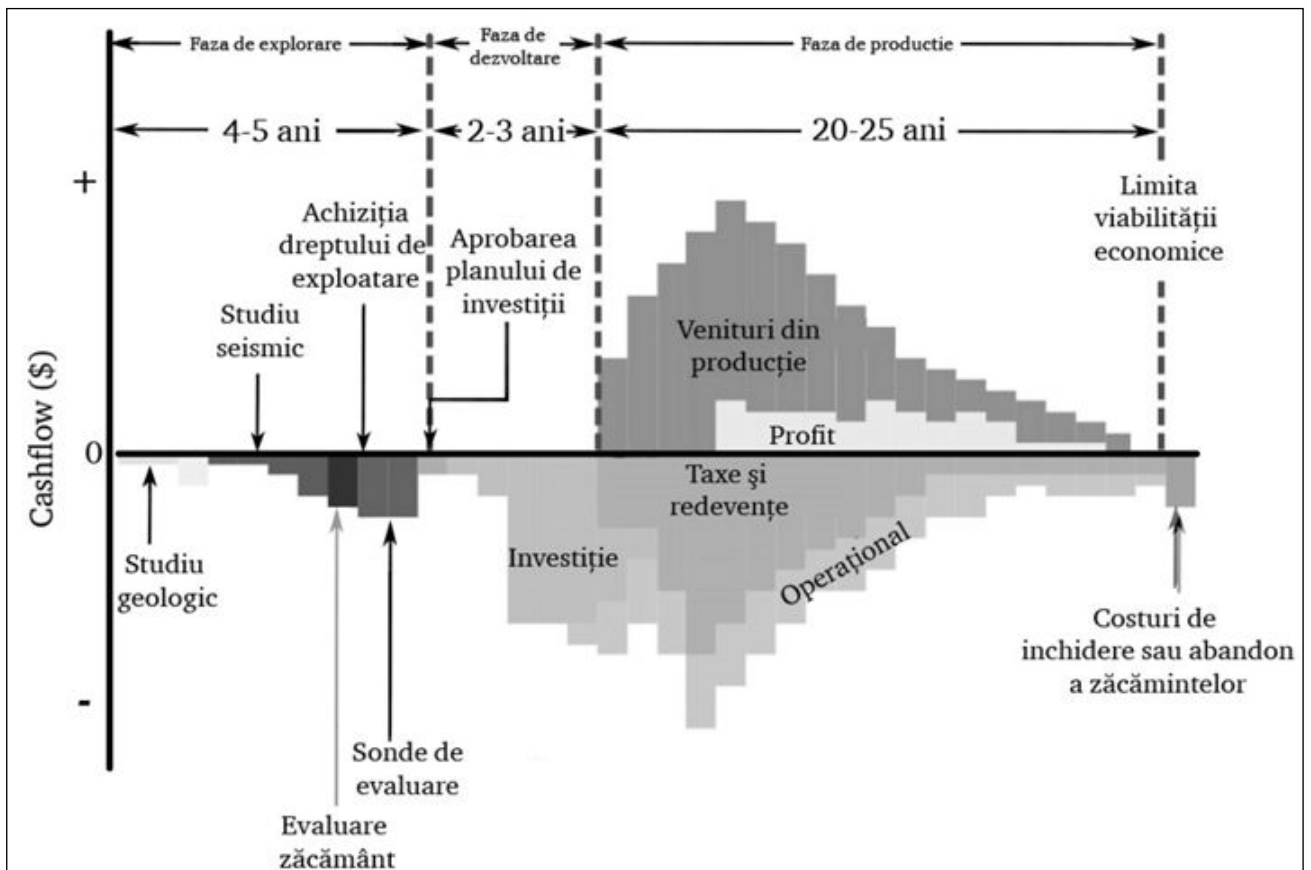 Faza de explorare
Faza de
dezvoltare
Faza de productie
4-5 ani
2-3 ani
20-25 ani
+
Achiziția
dreptului de
exploatare
Aprobarea
planului de
investiții
Limita
viabilității
economice
Studiu
seismic
Venituri din
producție
Cashflow ($)
0
Profit
Taxe și
redevențe
Investiție
Operațional
Studiu
geologic
Costuri de
inchidere sau abandon
a zăcămintelor
-
Sonde de
evaluare
Evaluare
zăcământ